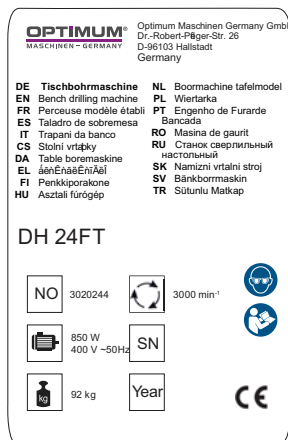 OPTIMUM®
MASCHINEN - GERMANY
Optimum Maschinen Germany GmbH
Dr.-Robert-Pfleger-Str. 26
D-96103 Hallstadt
Germany
DE Tischbohrmaschine
EN Bench drilling machine
FR Perceuse modèle établi
ES Taladro de sobremesa
IT Trapani da banco
CS Stolní vrtačky
DA Table boremaskine
EL
FI Penkkiporakone
HU Asztali fúrógép
NL Boormachine tafelmodel
PL Wiertarka
PT Engenho de Furarde
Bancada
RO Masina de gaurit
RU Станок сверлильный
настольный
SK Namizni vrtalni stroj
SV Bänkborrmaskin
TR Sütunlu Matkap
DH 24FT
NO 3020244
3000 min-1
850 W
400 V ~50Hz
SN
kg
92 kg
Year
CE